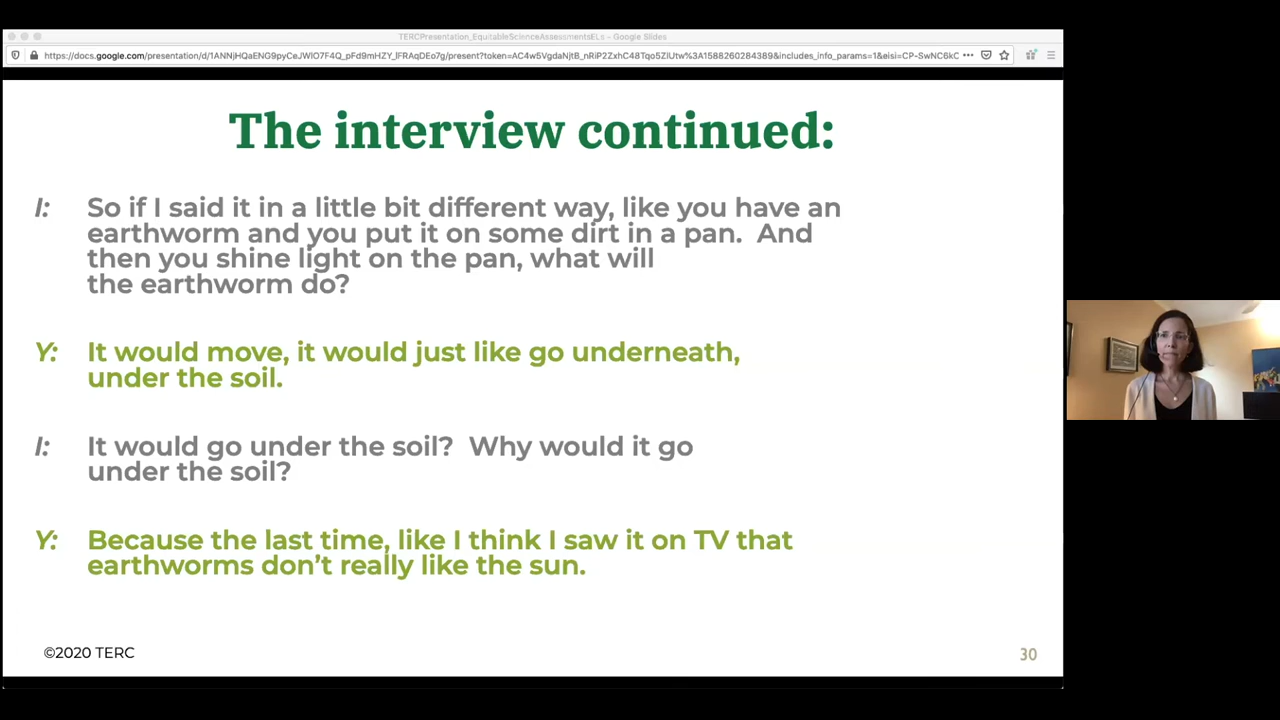 TERCPresentation_EquitableScienceAssessmentsELs – Google Slides
The interview continued:
I: So if I said it in a little bit different way, like you have an
earthworm and you put it on some dirt in a pan.  And
then you shine light on the pan, what will
the earthworm do?
Y: It would move, it would just like go underneath,
under the soil.
I: It would go under the soil?  Why would it go
under the soil?
Y: Because the last time, like I think I saw it on TV that
earthworms don’t really like the sun.
©2020 TERC
30